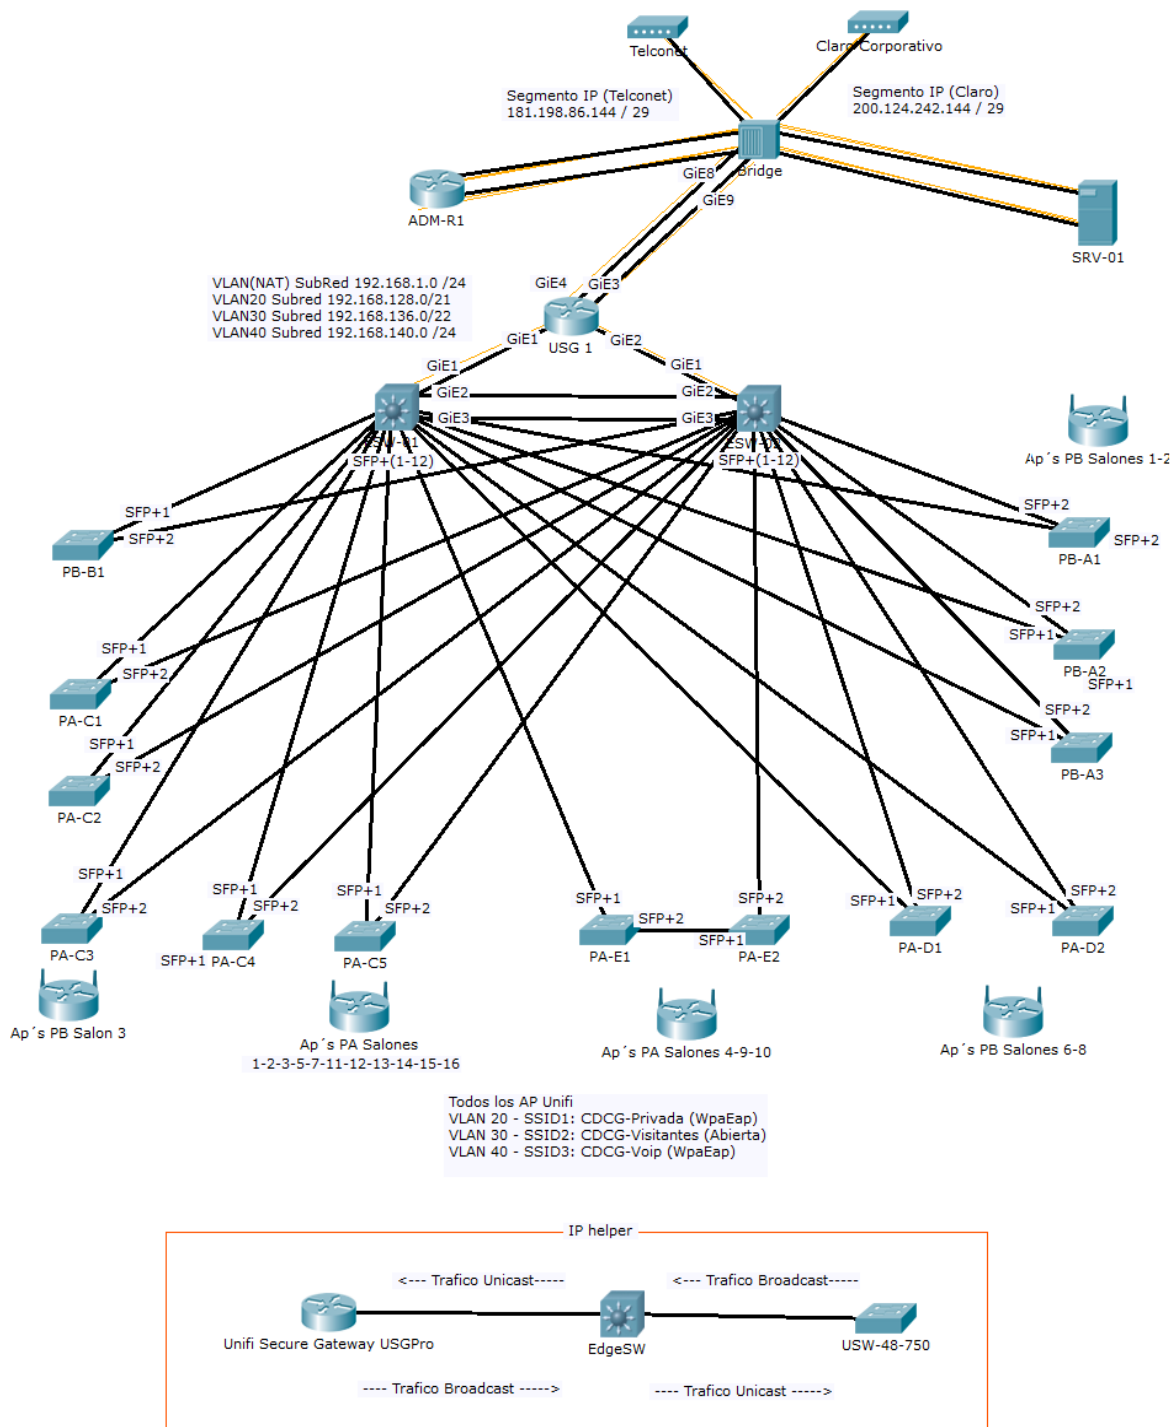 Telconet
Claro Corporativo
Segmento IP (Telconet)
181.198.86.144 / 29
Segmento IP (Claro)
200.124.242.144 / 29
Bridge
GiE8
GiE9
ADM-R1
SRV-01
VLAN(NAT) SubRed 192.168.1.0 /24
VLAN20 Subred 192.168.128.0/21
VLAN30 Subred 192.168.136.0/22
VLAN40 Subred 192.168.140.0 /24
GiE4
GiE3
USG 1
GiE1
GiE2
GiE1
GiE1
GiE2
GiE2
GiE3
GiE3
ESW-01
ESW-02
SFP+(1-12)
SFP+(1-12)
Ap´s PB Salones 1-2
SFP+1
SFP+2
PB-B1
SFP+2
SFP+2
PB-A1
SFP+2
SFP+1
PB-A2
SFP+1
SFP+1
SFP+2
PA-C1
SFP+2
SFP+1
PB-A3
SFP+1
SFP+2
PA-C2
SFP+1
SFP+2
PA-C3
SFP+1
SFP+2
SFP+1
PA-C4
SFP+1
SFP+2
PA-C5
SFP+1
SFP+2
PA-E1
SFP+2
SFP+1
PA-E2
SFP+1
SFP+2
PA-D1
SFP+2
SFP+1
PA-D2
Ap´s PB Salon 3
Ap´s PA Salones
1-2-3-5-7-11-12-13-14-15-16
Ap´s PA Salones 4-9-10
Ap´s PB Salones 6-8
Todos los AP Unifi
VLAN 20 - SSID1: CDCG-Privada (WpaEap)
VLAN 30 - SSID2: CDCG-Visitantes (Abierta)
VLAN 40 - SSID3: CDCG-Voip (WpaEap)
IP helper
<--- Trafico Unicast-----
<--- Trafico Broadcast-----
Unifi Secure Gateway USGPro
EdgeSW
USW-48-750
---- Trafico Broadcast ----->
---- Trafico Unicast ----->